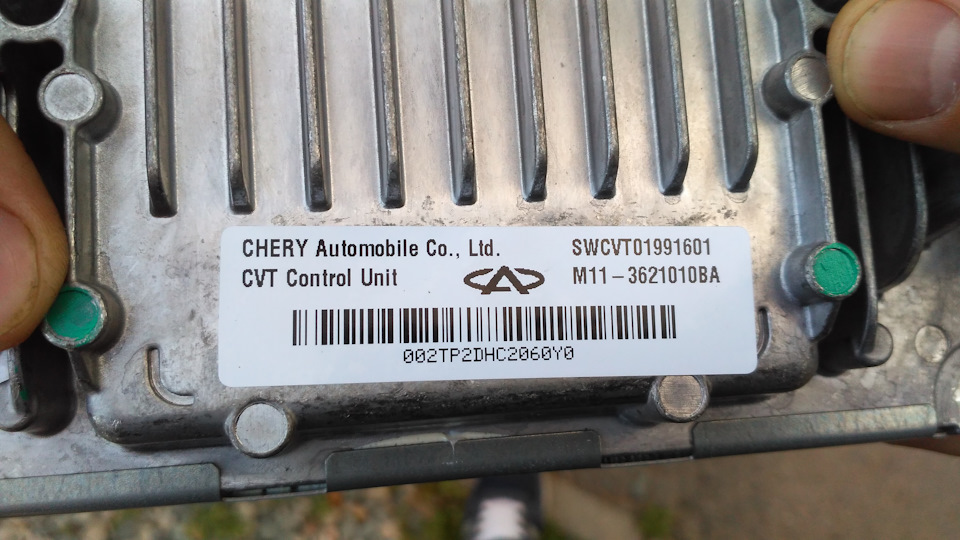 CHERY Automobile Co., Ltd.
SWCVT01991601
CVT Control Unit
M11-3621010BA
002TP2DHC2060Y0